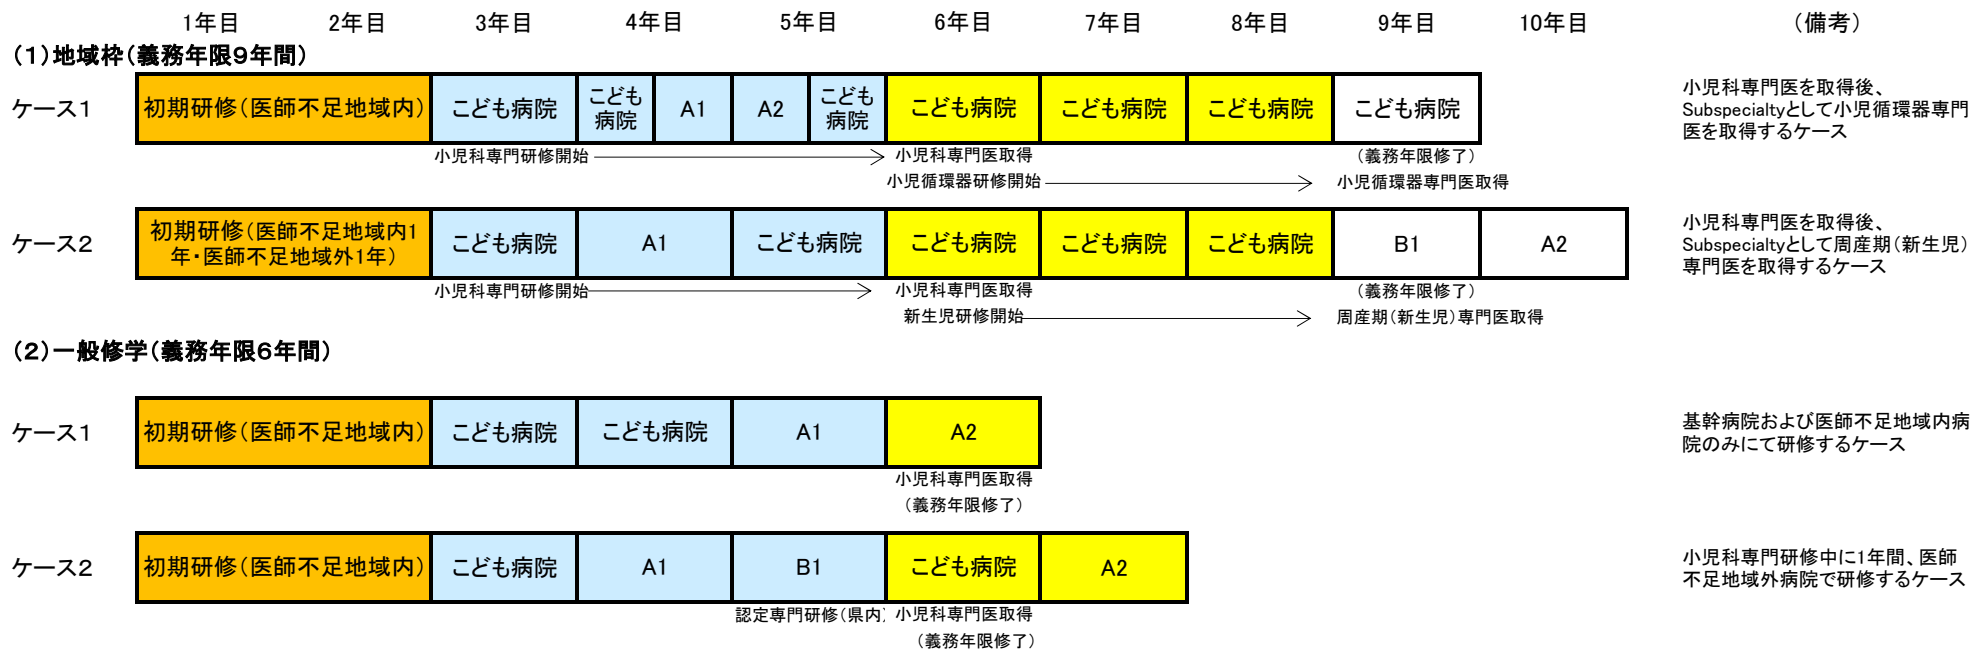 1年目 2年目 3年目 4年目 5年目 6年目 7年目 8年目 9年目 10年目 （備考）
（1）地域枠（義務年限9年間）
ケース1 初期研修（医師不足地域内） こども病院 こども病院 A1 A2 こども病院 こども病院 こども病院 こども病院 こども病院
小児科専門医を取得後、
Subspecialtyとして小児循環器専門
医を取得するケース
小児科専門研修開始 小児科専門医取得 （義務年限修了）
小児循環器研修開始 小児循環器専門医取得
ケース2 初期研修（医師不足地域内1
年・医師不足地域外1年） こども病院 A1 こども病院 こども病院 こども病院 こども病院 B1 A2
小児科専門医を取得後、
Subspecialtyとして周産期（新生児）
専門医を取得するケース
小児科専門研修開始 小児科専門医取得 （義務年限修了）
新生児研修開始 周産期（新生児）専門医取得
（2）一般修学（義務年限6年間）
ケース1 初期研修（医師不足地域内） こども病院 こども病院 A1 A2
基幹病院および医師不足地域内病
院のみにて研修するケース
小児科専門医取得
（義務年限修了）
ケース2 初期研修（医師不足地域内） こども病院 A1 B1 こども病院 A2
小児科専門研修中に1年間、医師
不足地域外病院で研修するケース
認定専門研修（県内） 小児科専門医取得
（義務年限修了）